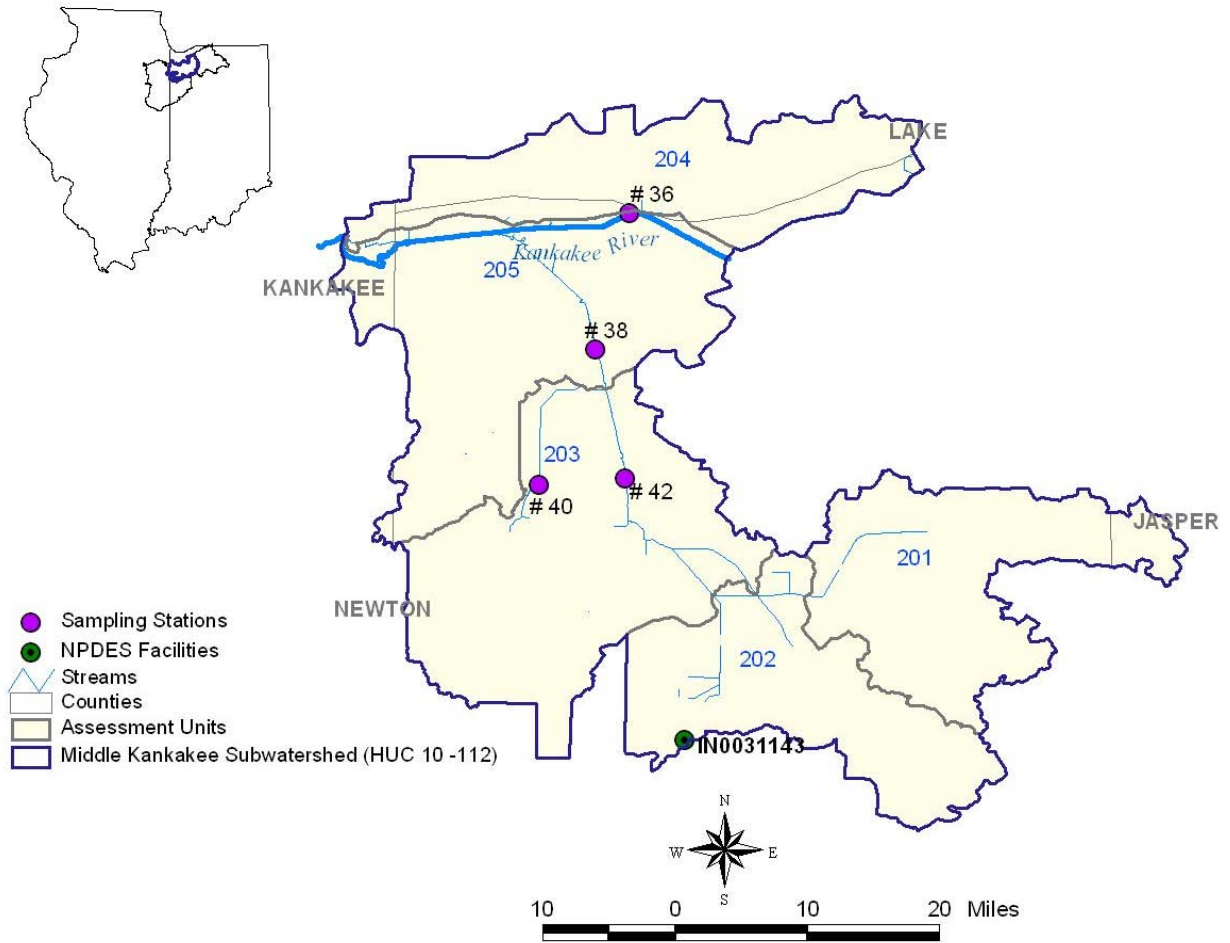 LAKE
204
# 36
Kankakee River
205
KANKAKEE
# 38
203
# 42
# 40
JASPER
201
NEWTON
202
IN0031143
Sampling Stations
NPDES Facilities
Streams
Counties
Assessment Units
Middle Kankakee Subwatershed (HUC 10 -112)
N
W E
S
10 0 10 20 Miles